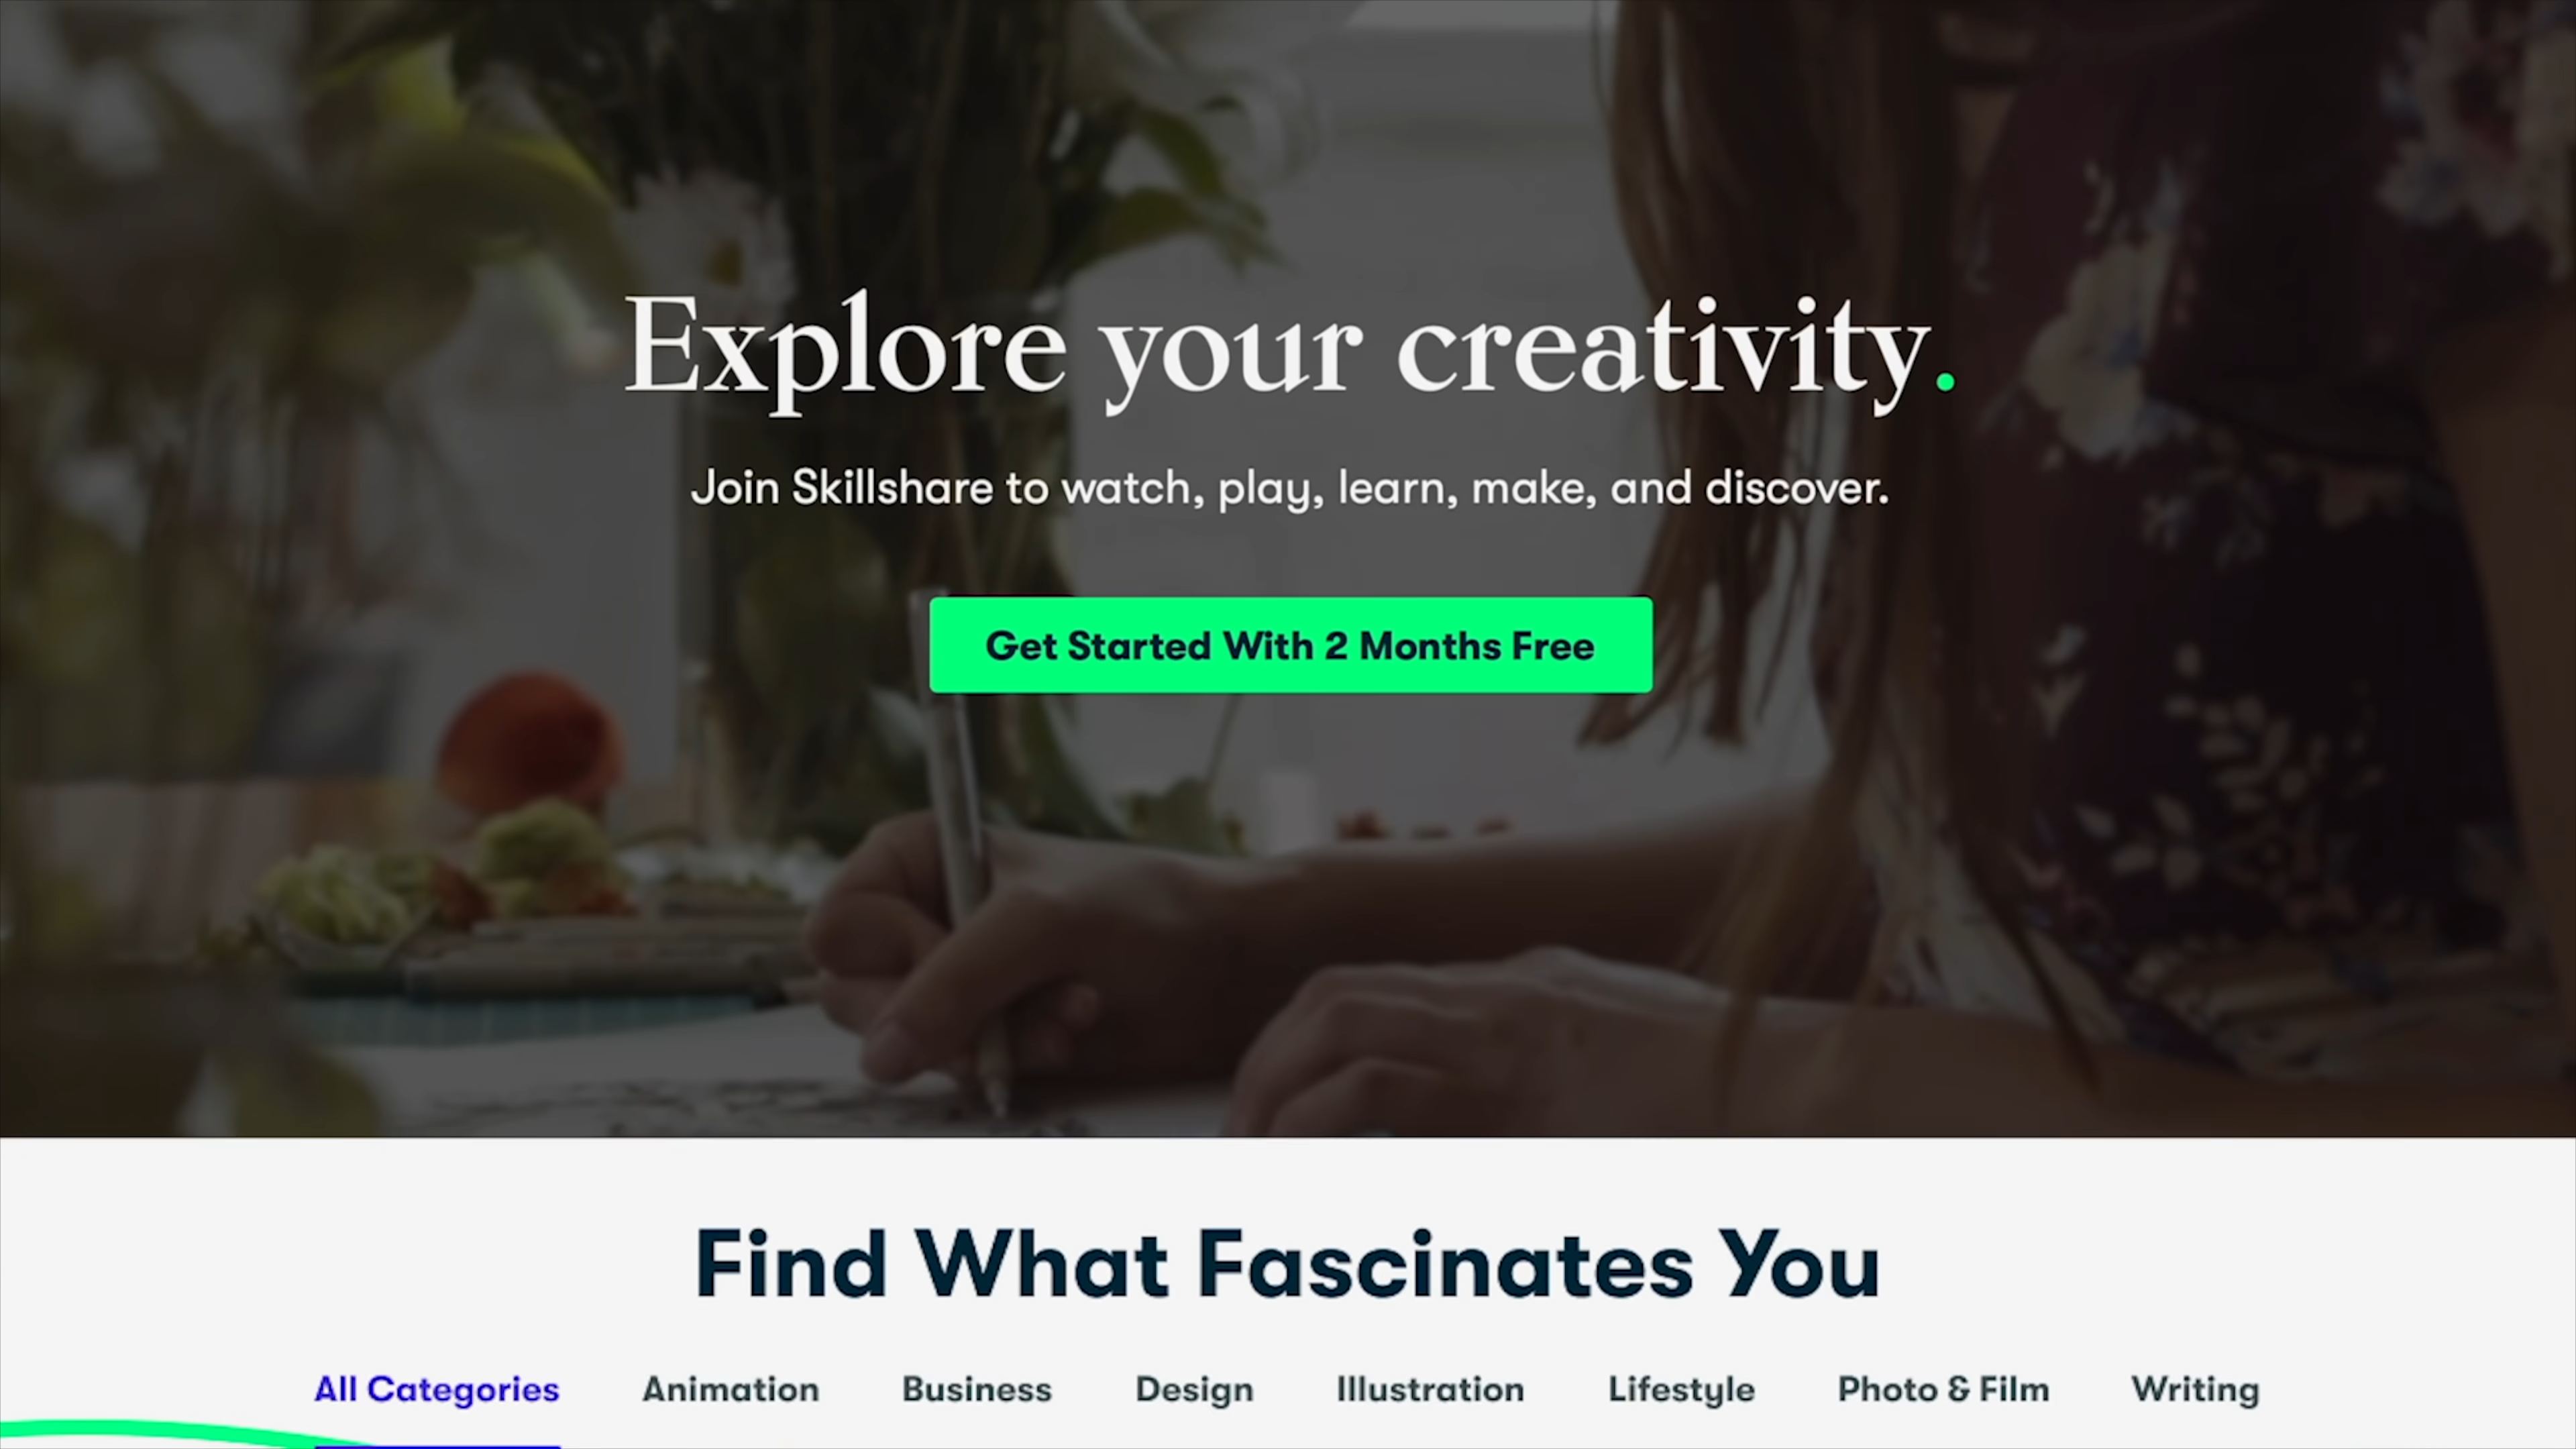 Explore your creativity.
Join Skillshare to watch, play, learn, make, and discover.
Get Started With 2 Months Free
Find What Fascinates You
All Categories Animation Business Design Illustration Lifestyle Photo & Film Writing